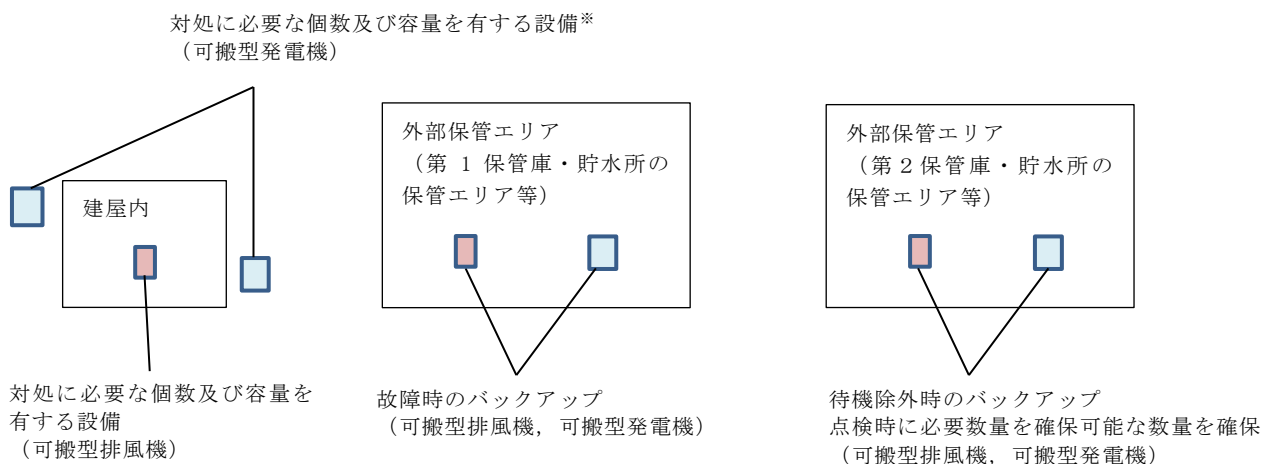 対処に必要な個数及び容量を有する設備※
（可搬型発電機）
建屋内
対処に必要な個数及び容量を
有する設備
（可搬型排風機）
外部保管エリア
（第 1 保管庫・貯水所の
保管エリア等）
故障時のバックアップ
（可搬型排風機，可搬型発電機）
外部保管エリア
（第２保管庫・貯水所の
保管エリア等）
待機除外時のバックアップ
点検時に必要数量を確保可能な数量を確保
（可搬型排風機，可搬型発電機）